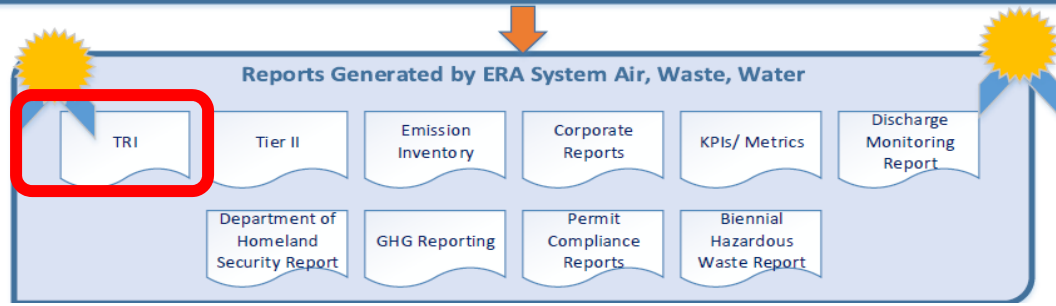 Reports Generated by ERA System Air, Waste, Water
TRI
Tier II
Emission
Inventory
Corporate
Reports
KPIs/ Metrics
Discharge
Monitoring
Report
Department of
Homeland
Security Report
GHG Reporting
Permit
Compliance
Reports
Biennial
Hazardous
Waste Report